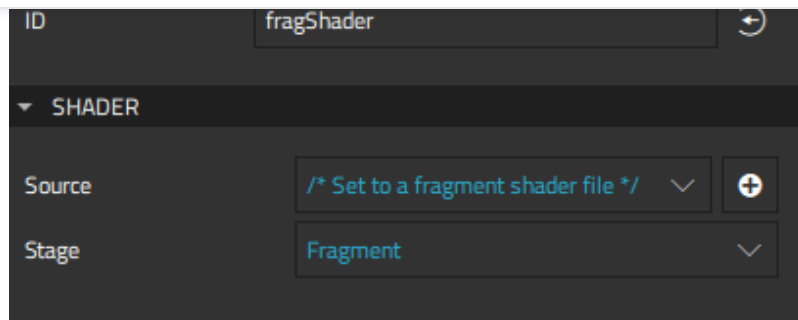 ID fragShader
SHADER
Source /* Set to a fragment shader file */
Stage Fragment